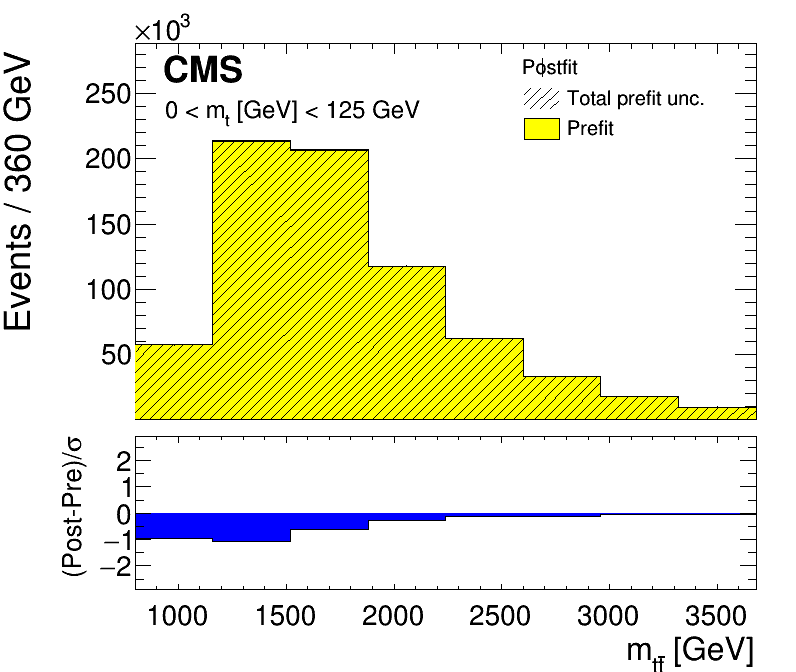 ×10³
Events / 360 GeV
CMS
0 < mₜ [GeV] < 125 GeV
Postfit
Total prefit unc.
Prefit
250
200
150
100
50
(Post-Pre)/σ
2
1
0
−1
−2
1000 1500 2000 2500 3000 3500
m_tt̄ [GeV]